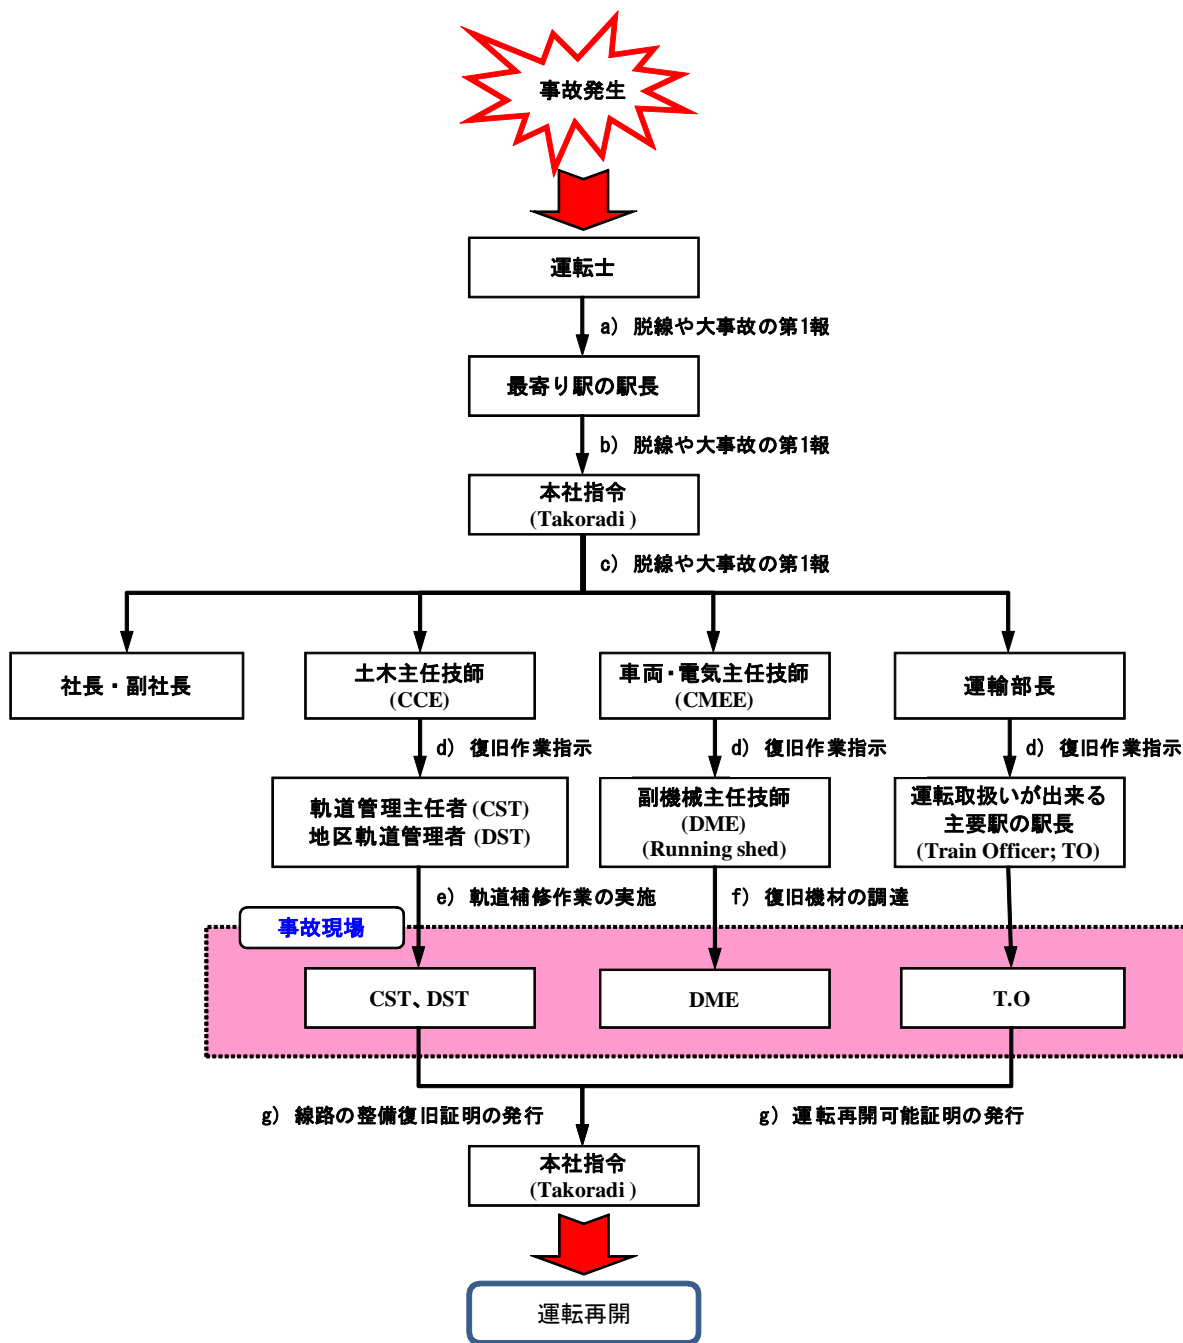 事故発生
運転士
a) 脱線や大事故の第1報
最寄り駅の駅長
b) 脱線や大事故の第1報
本社指令
(Takoradi )
c) 脱線や大事故の第1報
社長・副社長
土木主任技師
(CCE)
車両・電気主任技師
(CMEE)
運輸部長
d) 復旧作業指示
d) 復旧作業指示
d) 復旧作業指示
軌道管理主任者 (CST)
地区軌道管理者 (DST)
副機械主任技師
(DME)
(Running shed)
運転取扱いが出来る
主要駅の駅長
(Train Officer; TO)
e) 軌道補修作業の実施
f) 復旧機材の調達
事故現場
CST、DST
DME
T.O
g) 線路の整備復旧証明の発行
g) 運転再開可能証明の発行
本社指令
(Takoradi )
運転再開